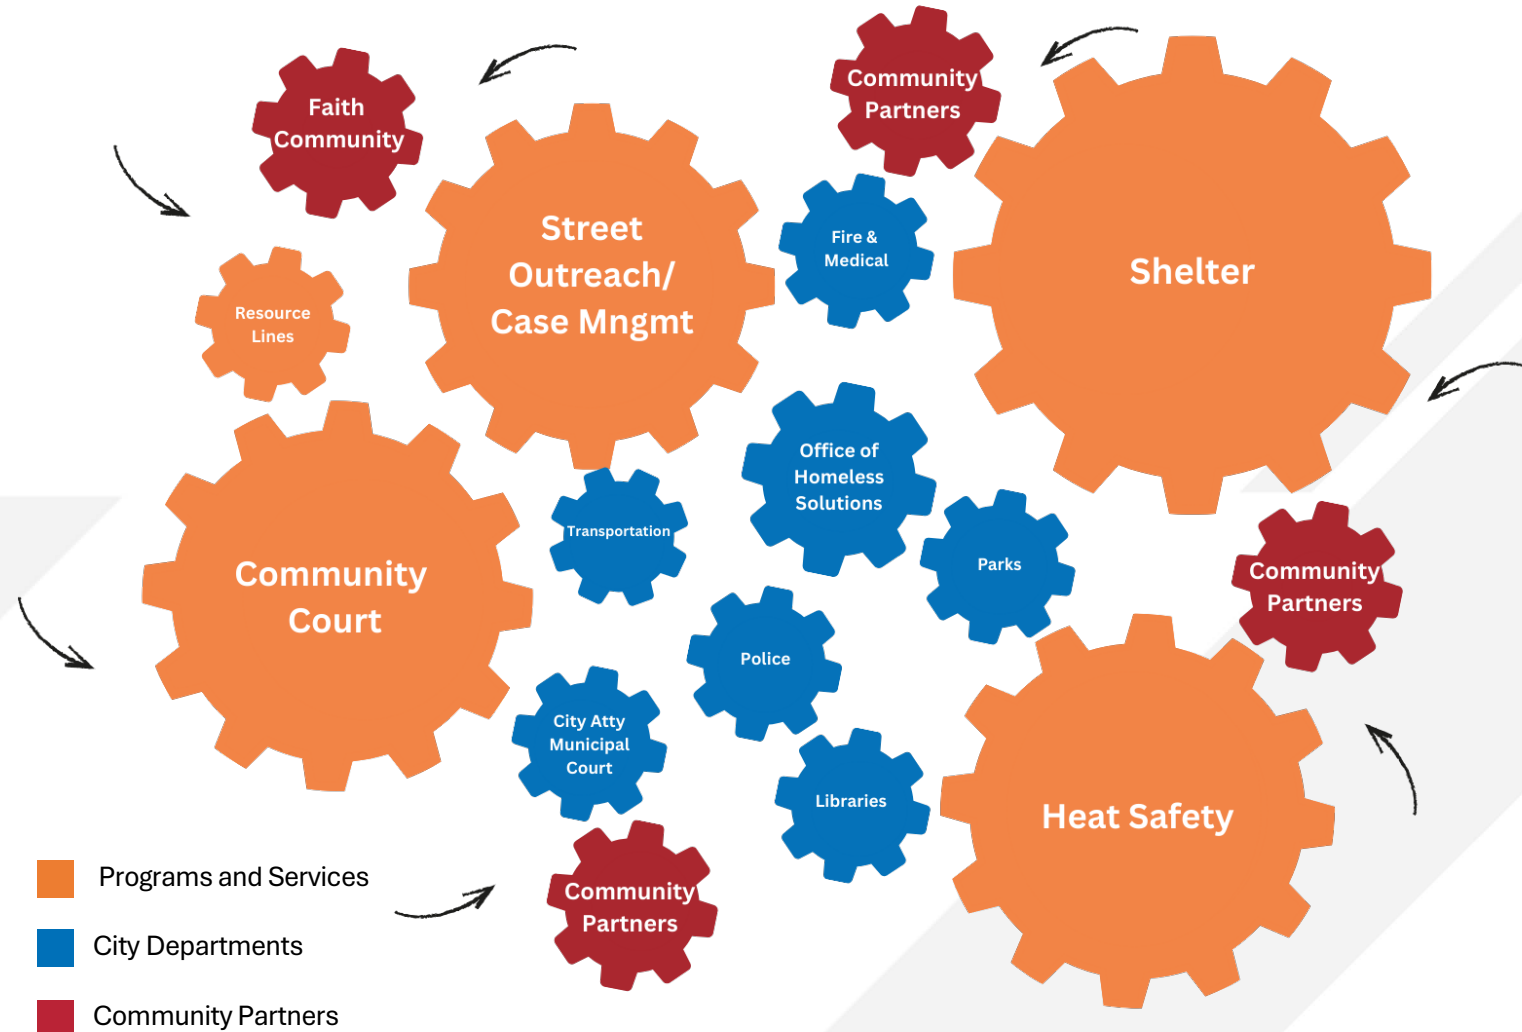 Faith
Community
Community
Partners
Street
Outreach/
Case Mngmt
Fire &
Medical
Shelter
Resource
Lines
Office of
Homeless
Solutions
Transportation
Parks
Community
Partners
Community
Court
Police
City Atty
Municipal
Court
Libraries
Heat Safety
Community
Partners
Programs and Services
City Departments
Community Partners